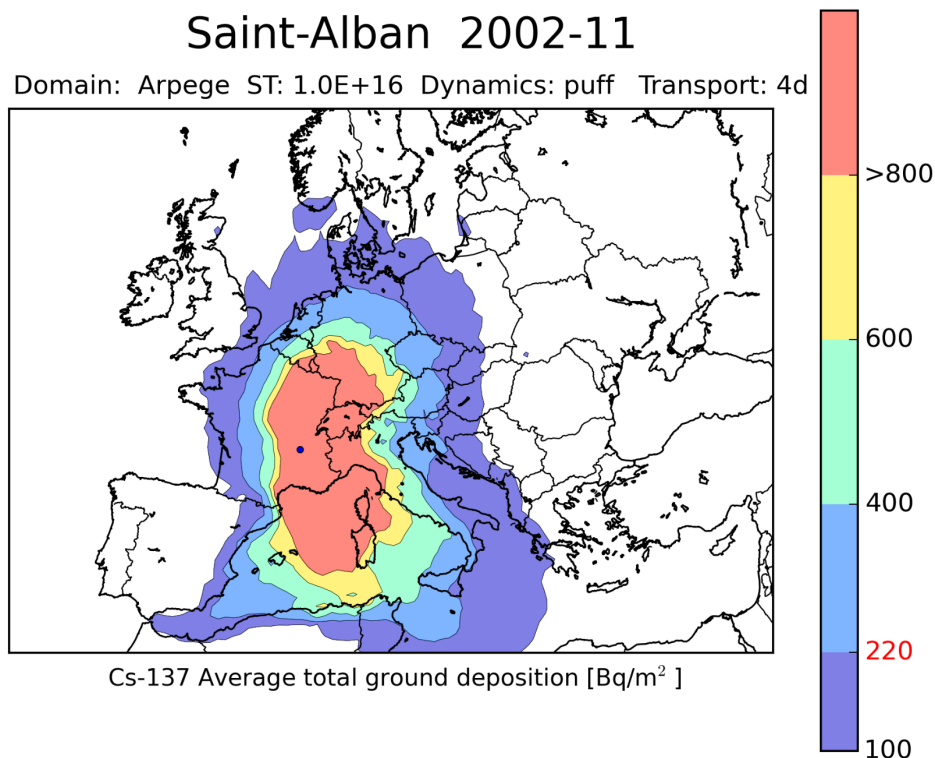 Saint-Alban 2002-11
Domain: Arpege ST: 1.0E+16 Dynamics: puff Transport: 4d
>800
600
400
220
100
Cs-137 Average total ground deposition [Bq/m² ]